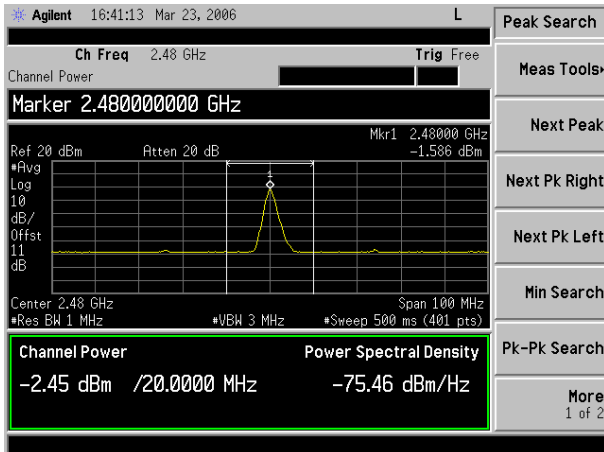 Agilent 16:41:13 Mar 23, 2006 L
Peak Search
Ch Freq 2.48 GHz Trig Free
Channel Power
Meas Tools▸
Marker 2.480000000 GHz
Next Peak
Mkr1 2.48000 GHz
Ref 20 dBm Atten 20 dB -1.586 dBm
#Avg
Log
10
dB/
Offst
11
dB
1
Next Pk Right
Next Pk Left
Min Search
Center 2.48 GHz Span 100 MHz
#Res BW 1 MHz #VBW 3 MHz #Sweep 500 ms (401 pts)
Channel Power Power Spectral Density
-2.45 dBm /20.0000 MHz -75.46 dBm/Hz
Pk-Pk Search
More
1 of 2